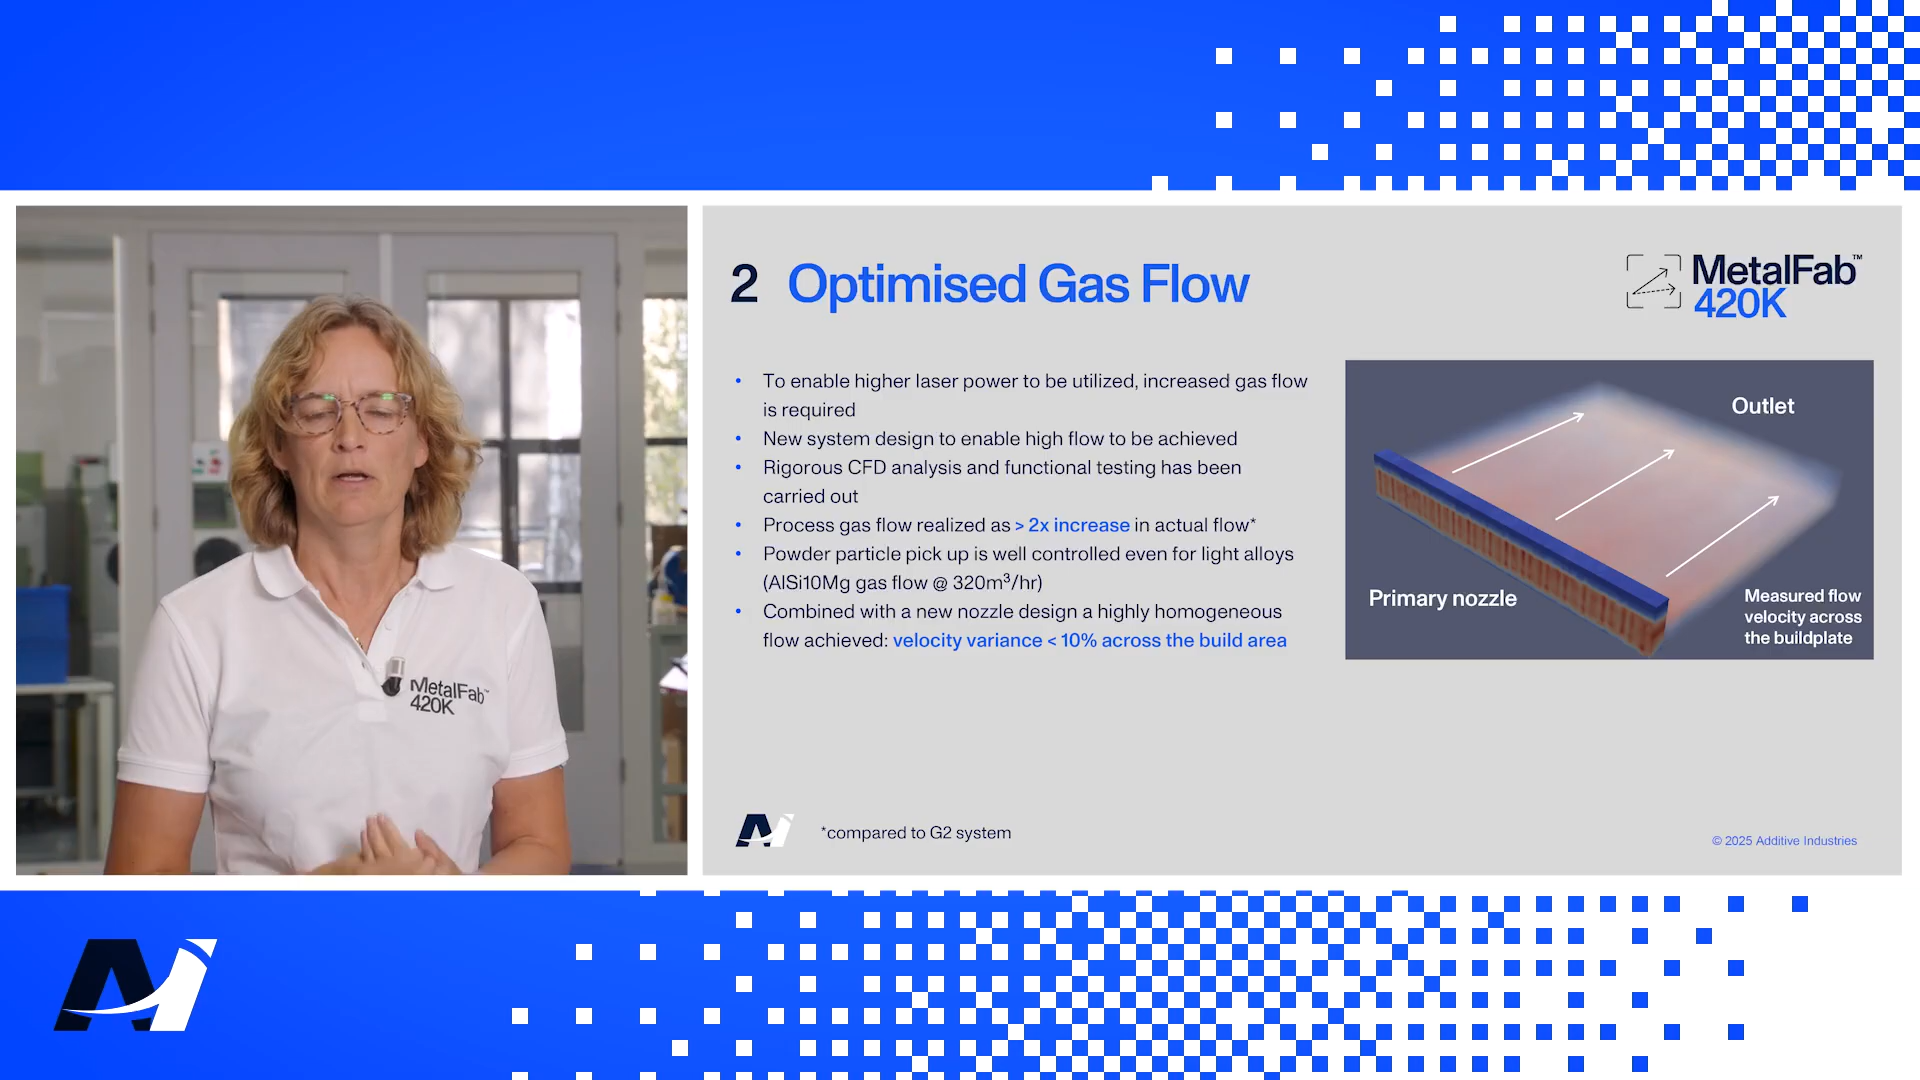 2 Optimised Gas Flow
MetalFab™
420K
• To enable higher laser power to be utilized, increased gas flow
is required
• New system design to enable high flow to be achieved
• Rigorous CFD analysis and functional testing has been
carried out
• Process gas flow realized as > 2x increase in actual flow*
• Powder particle pick up is well controlled even for light alloys
(AlSi10Mg gas flow @ 320m³/hr)
• Combined with a new nozzle design a highly homogeneous
flow achieved: velocity variance < 10% across the build area
Outlet
Primary nozzle
Measured flow
velocity across
the buildplate
MetalFab™
420K
Ai
*compared to G2 system
© 2025 Additive Industries
Ai